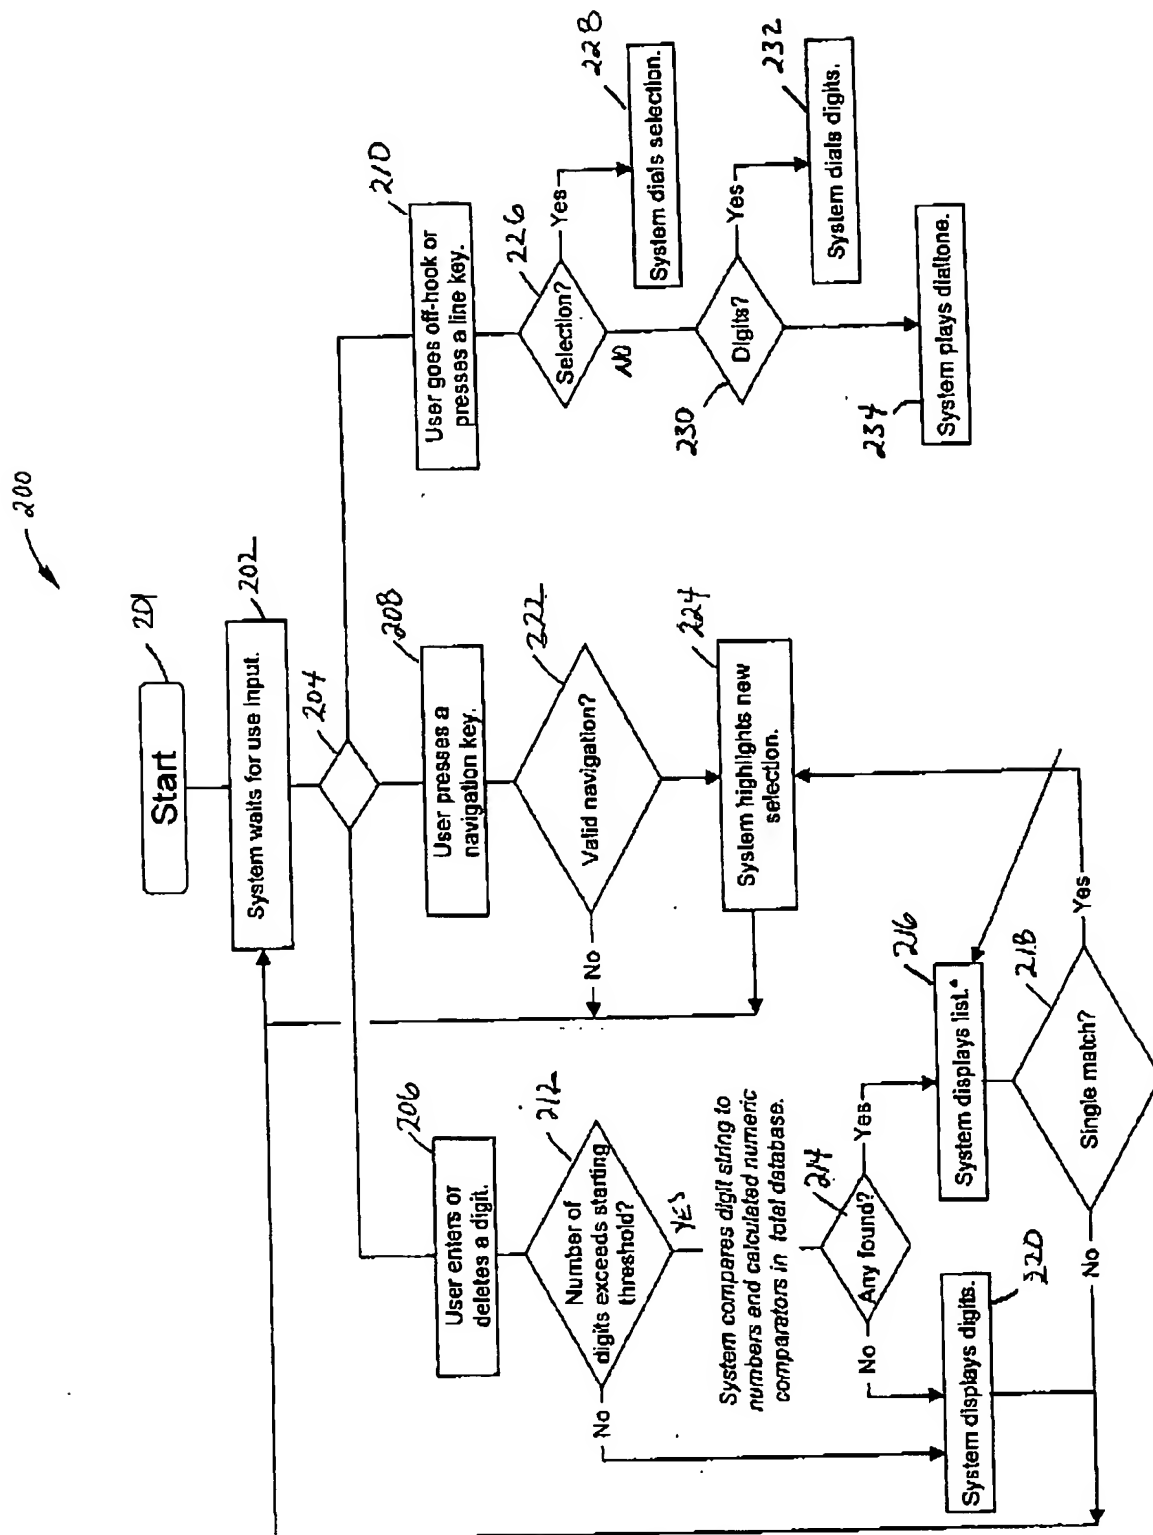 200
201
Start
202
System waits for use input.
204
206
User enters or
deletes a digit.
208
User presses a
navigation key.
210
User goes off-hook or
presses a line key.
212
Number of
digits exceeds starting
threshold?
No
YES
System compares digit string to
numbers and calculated numeric
comparators in total database.
214
Any found?
No
Yes
216
System displays list.*
218
Single match?
No
Yes
220
System displays digits.
222
Valid navigation?
No
224
System highlights new
selection.
226
Selection?
Yes
NO
228
System dials selection.
230
Digits?
Yes
232
System dials digits.
234
System plays dialtone.